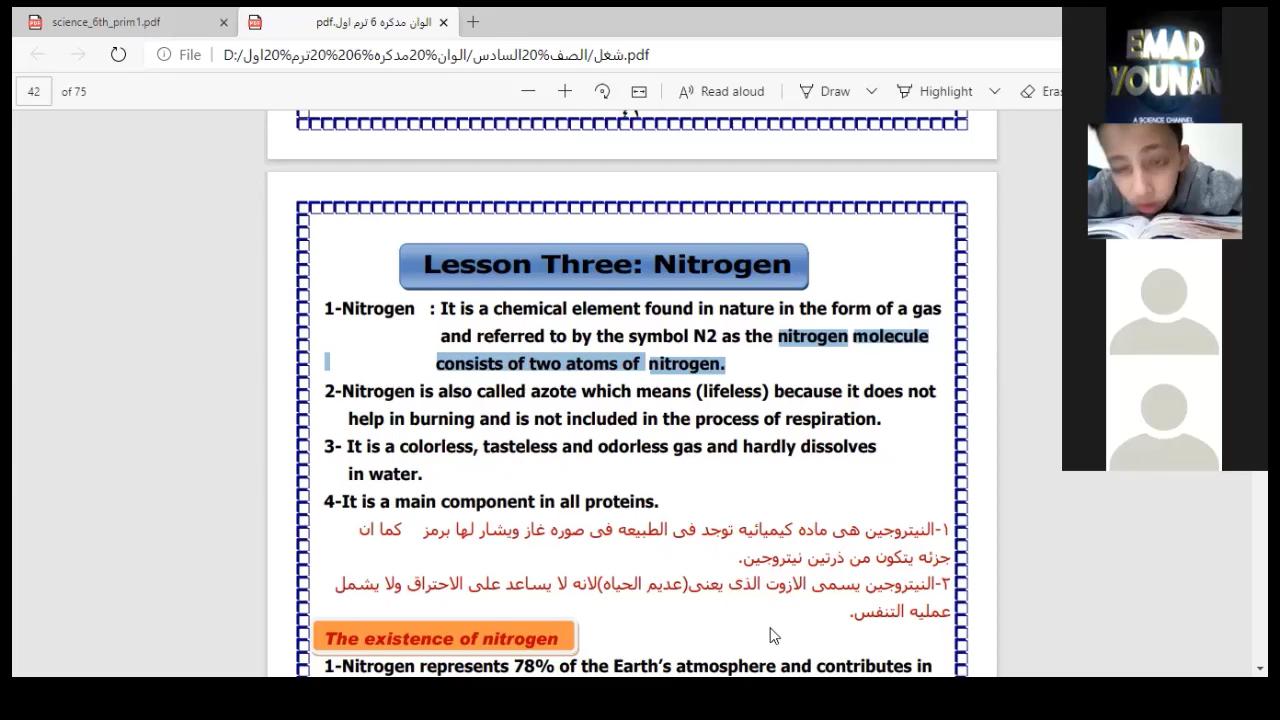 science_6th_prim1.pdf
الوان مدكره 6 ترم اول.pdf
File
D:/شغل/الصف%20السادس/الوان%20مدكره%206%20ترم%20اول.pdf
42 of 75
Read aloud
Draw
Highlight
Eras
EMAD
YOUNAN
A SCIENCE CHANNEL
Lesson Three: Nitrogen
1-Nitrogen : It is a chemical element found in nature in the form of a gas
and referred to by the symbol N2 as the nitrogen molecule
consists of two atoms of nitrogen.
2-Nitrogen is also called azote which means (lifeless) because it does not
help in burning and is not included in the process of respiration.
3- It is a colorless, tasteless and odorless gas and hardly dissolves
in water.
4-It is a main component in all proteins.
١-النيتروجين هى ماده كيميائيه توجد فى الطبيعه فى صوره غاز ويشار لها برمز كما ان
جزئه يتكون من ذرتين نيتروجين.
٢-النيتروجين يسمى الازوت الذى يعنى(عديم الحياه)لانه لا يساعد على الاحتراق ولا يشمل
عمليه التنفس.
The existence of nitrogen
1-Nitrogen represents 78% of the Earth's atmosphere and contributes in